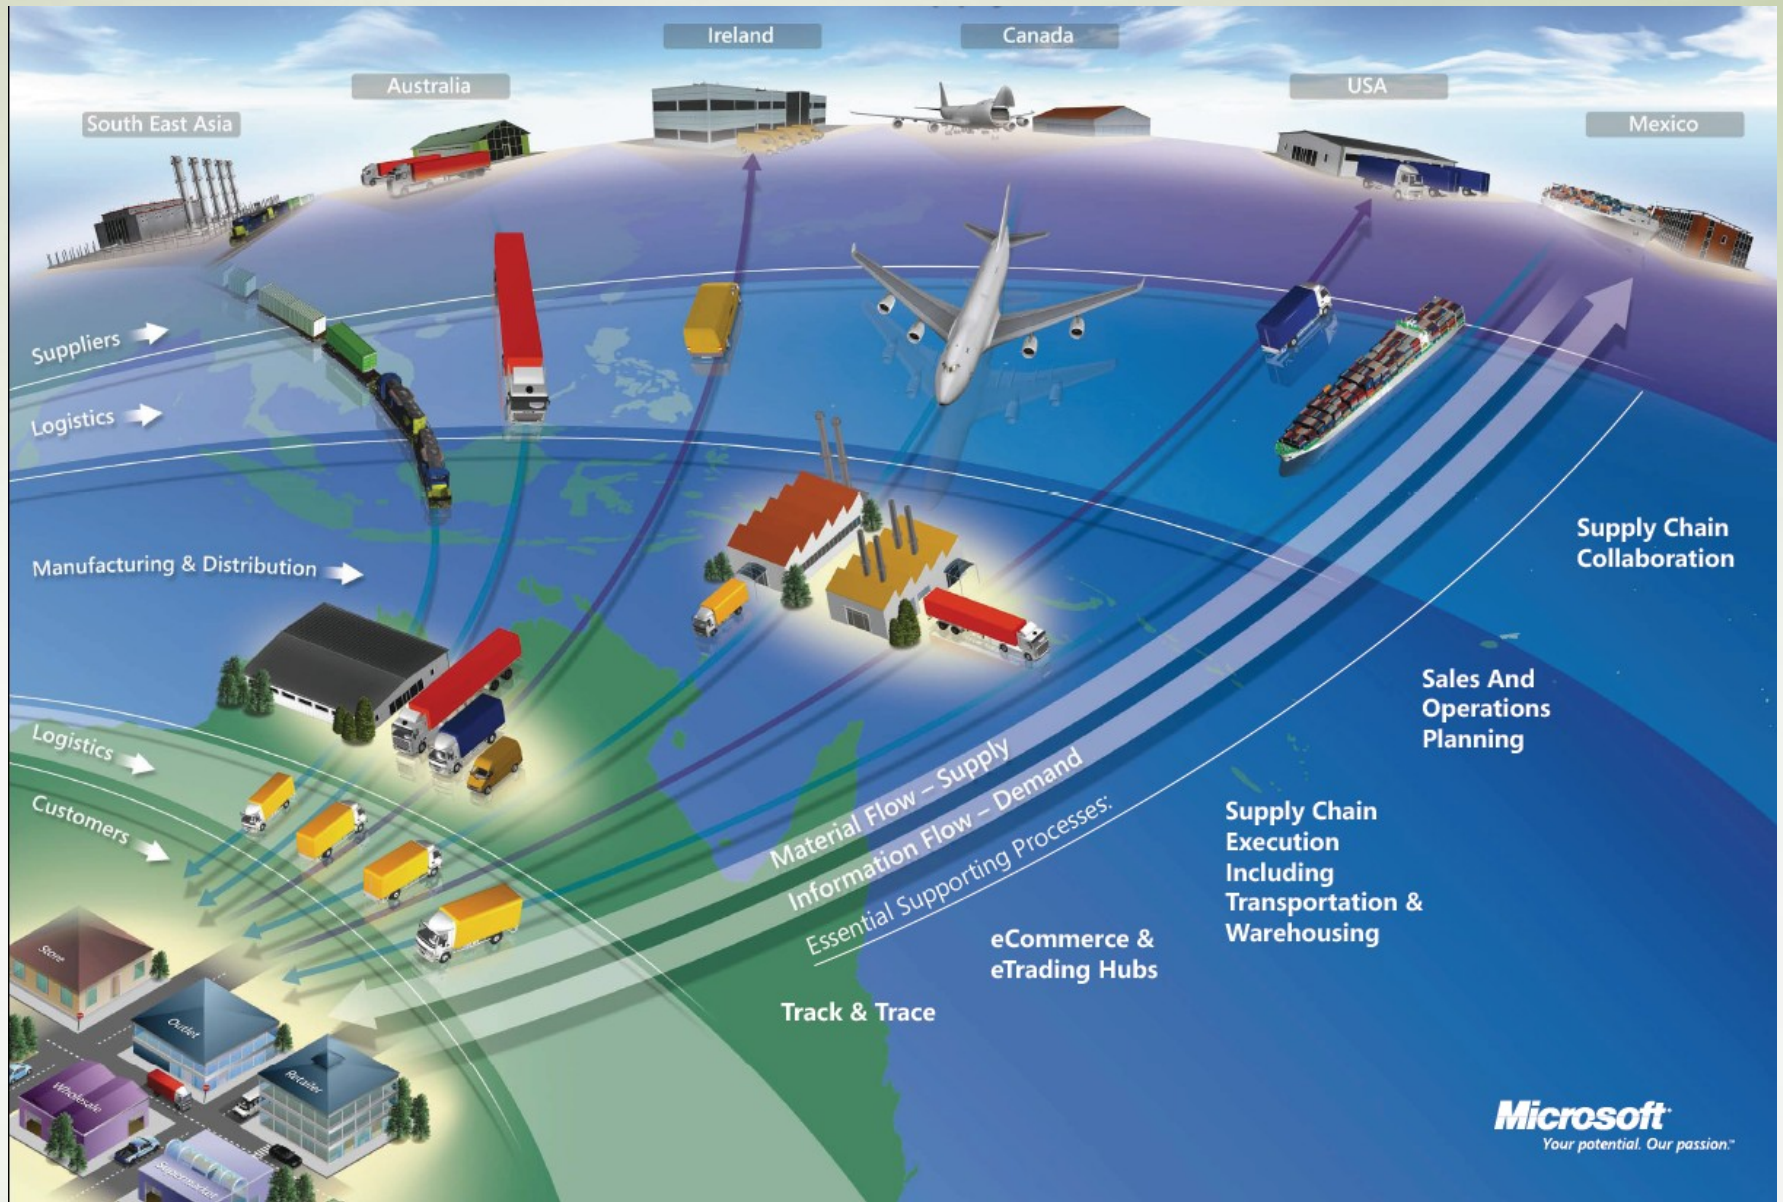 Ireland
Canada
Australia
USA
South East Asia
Mexico
Suppliers
Logistics
Manufacturing & Distribution
Supply Chain
Collaboration
Sales And
Operations
Planning
Logistics
Customers
Material Flow – Supply
Information Flow – Demand
Essential Supporting Processes:
Supply Chain
Execution
Including
Transportation &
Warehousing
eCommerce &
eTrading Hubs
Track & Trace
Store
Outlet
Retailer
Wholesale
Supermarket
Microsoft
Your potential. Our passion.™